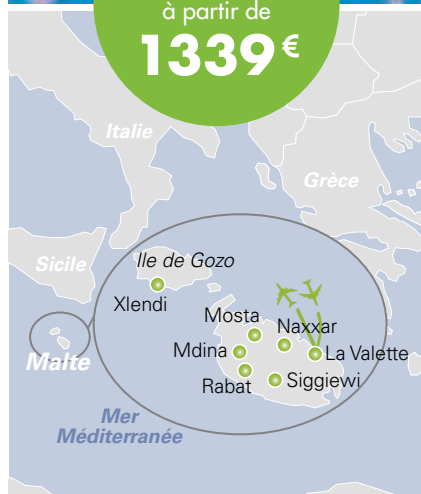 à partir de
1339 €
Italie
Grèce
Sicile
Ile de Gozo
Xlendi
Mosta
Naxxar
Mdina
La Valette
Malte
Rabat
Siggiewi
Mer
Méditerranée